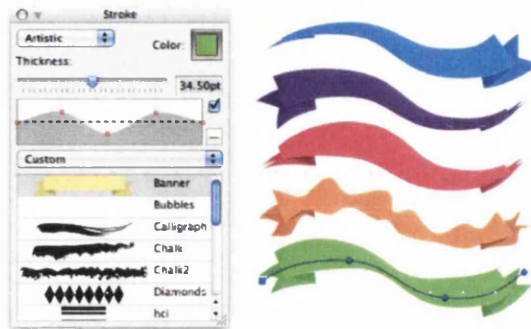 Stroke
Artistic
Color:
Thickness:
34.50pt
Custom
Banner
Bubbles
Calligraph
Chalk
Chalk2
Diamonds
hci